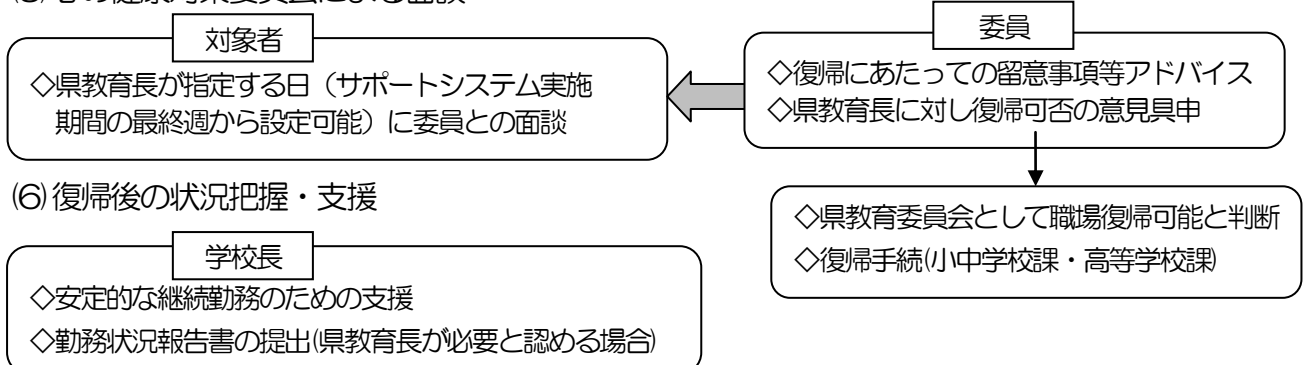 対象者
◇県教育長が指定する日（サポートシステム実施
期間の最終週から設定可能）に委員との面談
委員
◇復帰にあたっての留意事項等アドバイス
◇県教育長に対し復帰可否の意見具申
◇県教育委員会として職場復帰可能と判断
◇復帰手続(小中学校課・高等学校課)
⑹復帰後の状況把握・支援
学校長
◇安定的な継続勤務のための支援
◇勤務状況報告書の提出(県教育長が必要と認める場合)